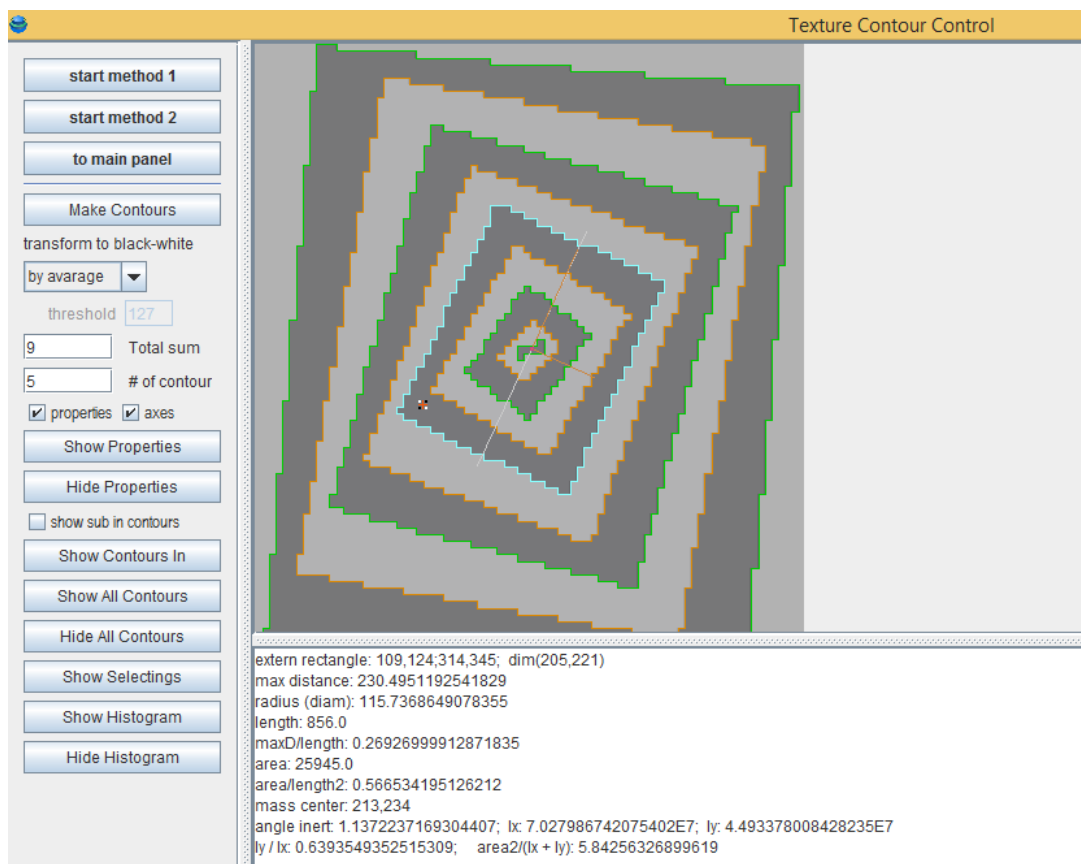 Texture Contour Control
start method 1
start method 2
to main panel
Make Contours
transform to black-white
by avarage
threshold 127
9 Total sum
5 # of contour
properties axes
Show Properties
Hide Properties
show sub in contours
Show Contours In
Show All Contours
Hide All Contours
Show Selectings
Show Histogram
Hide Histogram
extern rectangle: 109,124;314,345; dim(205,221)
max distance: 230.4951192541829
radius (diam): 115.7368649078355
length: 856.0
maxD/length: 0.26926999912871835
area: 25945.0
area/length2: 0.566534195126212
mass center: 213,234
angle inert: 1.1372237169304407; Ix: 7.027986742075402E7; Iy: 4.493378008428235E7
Iy / Ix: 0.6393549352515309; area2/(Ix + Iy): 5.84256326899619